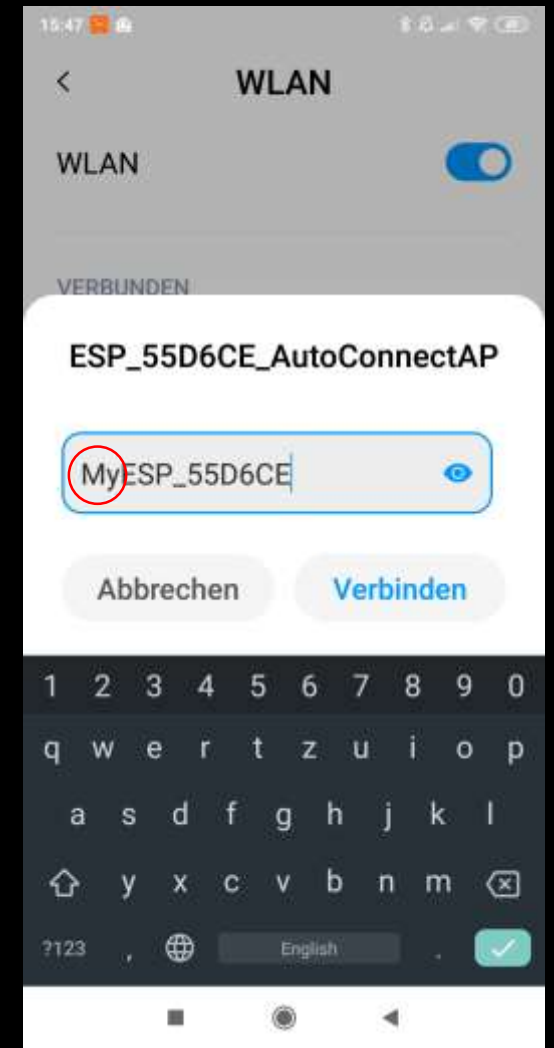 15:47
WLAN
WLAN
VERBUNDEN
ESP_55D6CE_AutoConnectAP
MyESP_55D6CE
Abbrechen Verbinden
1 2 3 4 5 6 7 8 9 0
q w e r t z u i o p
a s d f g h j k l
y x c v b n m
?123 , English .